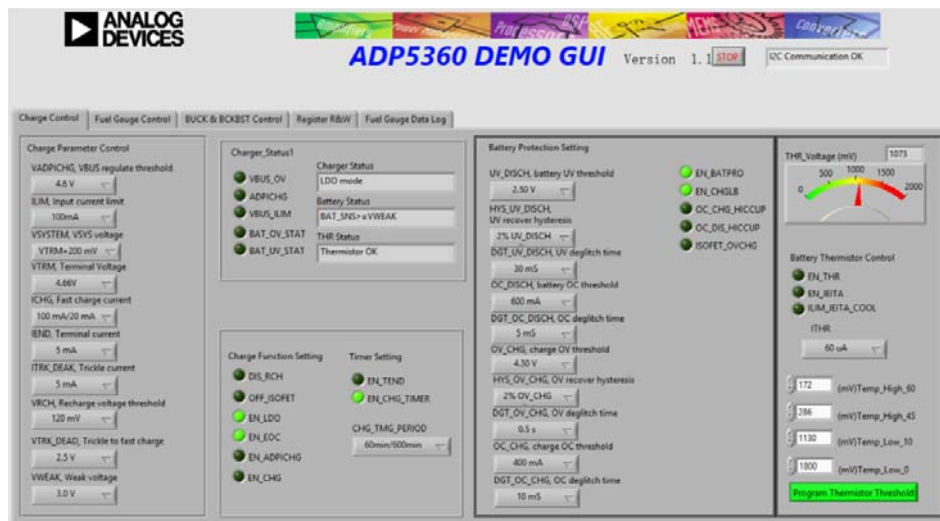 ANALOG
DEVICES
ADP5360 DEMO GUI Version 1.1 STOP I2C Communication OK
Charge Control Fuel Gauge Control BUCK & BCKBST Control Register R&W Fuel Gauge Data Log
Charge Parameter Control
VADPICHG, VBUS regulate threshold
4.6 V
ILIM, Input current limit
100mA
VSYSTEM, VSYS voltage
VTRM+200 mV
VTRM, Terminal Voltage
4.66V
ICHG, Fast charge current
100 mA/20 mA
IEND, Terminal current
5 mA
ITRK_DEAK, Trickle current
5 mA
VRCH, Recharge voltage threshold
120 mV
VTRK_DEAD, Trickle to fast charge
2.5 V
VWEAK, Weak voltage
3.0 V
Charger_Status1
VBUS_OV
ADPICHG
VBUS_ILIM
BAT_OV_STAT
BAT_UV_STAT
Charger Status
LDO mode
Battery Status
BAT_SNS>=VWEAK
THR Status
Thermistor OK
Charge Function Setting
DIS_RCH
OFF_ISOFET
EN_LDO
EN_EOC
EN_ADPICHG
EN_CHG
Timer Setting
EN_TEND
EN_CHG_TIMER
CHG_TMG_PERIOD
60min/600min
Battery Protection Setting
UV_DISCH, battery UV threshold
2.50 V
HYS_UV_DISCH,
UV recover hysteresis
2% UV_DISCH
DGT_UV_DISCH, UV deglitch time
30 mS
OC_DISCH, battery OC threshold
600 mA
DGT_OC_DISCH, OC deglitch time
5 mS
OV_CHG, charge OV threshold
4.30 V
HYS_OV_CHG, OV recover hysteresis
2% OV_CHG
DGT_OV_CHG, OV deglitch time
0.5 s
OC_CHG, charge OC threshold
400 mA
DGT_OC_CHG, OC deglitch time
10 mS
EN_BATPRO
EN_CHGLB
OC_CHG_HICCUP
OC_DIS_HICCUP
ISOFET_OVCHG
THR_Voltage (mV) 1073
0 500 1000 1500 2000
Battery Thermistor Control
EN_THR
EN_JEITA
ILIM_JEITA_COOL
ITHR
60 uA
172 (mV)Temp_High_60
286 (mV)Temp_High_45
1130 (mV)Temp_Low_10
1800 (mV)Temp_Low_0
Program Thermistor Threshold